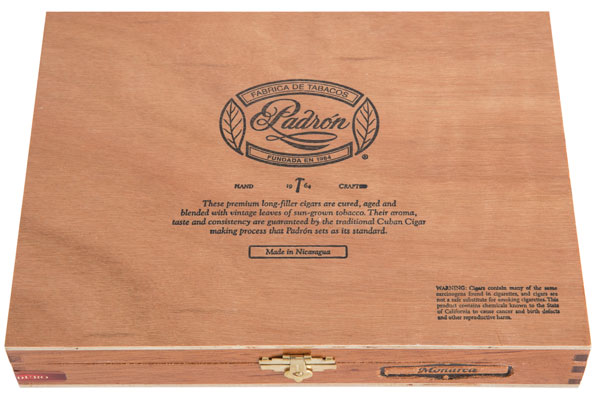 FABRICA DE TABACOS
Padrón
FUNDADA EN 1964
®
HAND 19 64 CRAFTED
These premium long-filler cigars are cured, aged and
blended with vintage leaves of sun-grown tobacco. Their aroma,
taste and consistency are guaranteed by the traditional Cuban Cigar
making process that Padrón sets as its standard.
Made in Nicaragua
WARNING: Cigars contain many of the same
carcinogens found in cigarettes, and cigars are
not a safe substitute for smoking cigarettes. This
product contains chemicals known to the State
of California to cause cancer and birth defects
and other reproductive harm.
Monarca